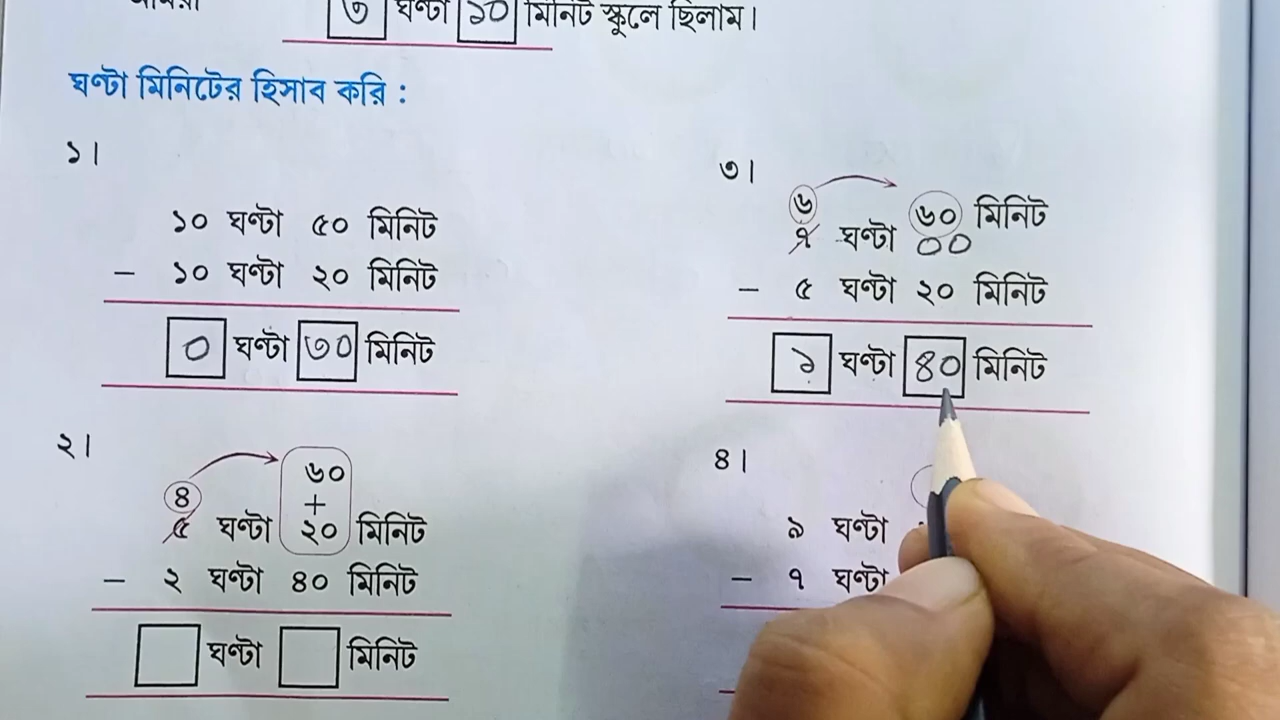 আমরা ৩ ঘণ্টা ১০ মিনিট স্কুলে ছিলাম।
ঘণ্টা মিনিটের হিসাব করি :
১।
১০ ঘণ্টা ৫০ মিনিট
– ১০ ঘণ্টা ২০ মিনিট
০ ঘণ্টা ৩০ মিনিট
২।
৬০
৪ +
৫ ঘণ্টা ২০ মিনিট
– ২ ঘণ্টা ৪০ মিনিট
ঘণ্টা মিনিট
৩।
৬ ৬০ মিনিট
৭ ঘণ্টা ০০
– ৫ ঘণ্টা ২০ মিনিট
১ ঘণ্টা ৪০ মিনিট
৪।
৯ ঘণ্টা
– ৭ ঘণ্টা